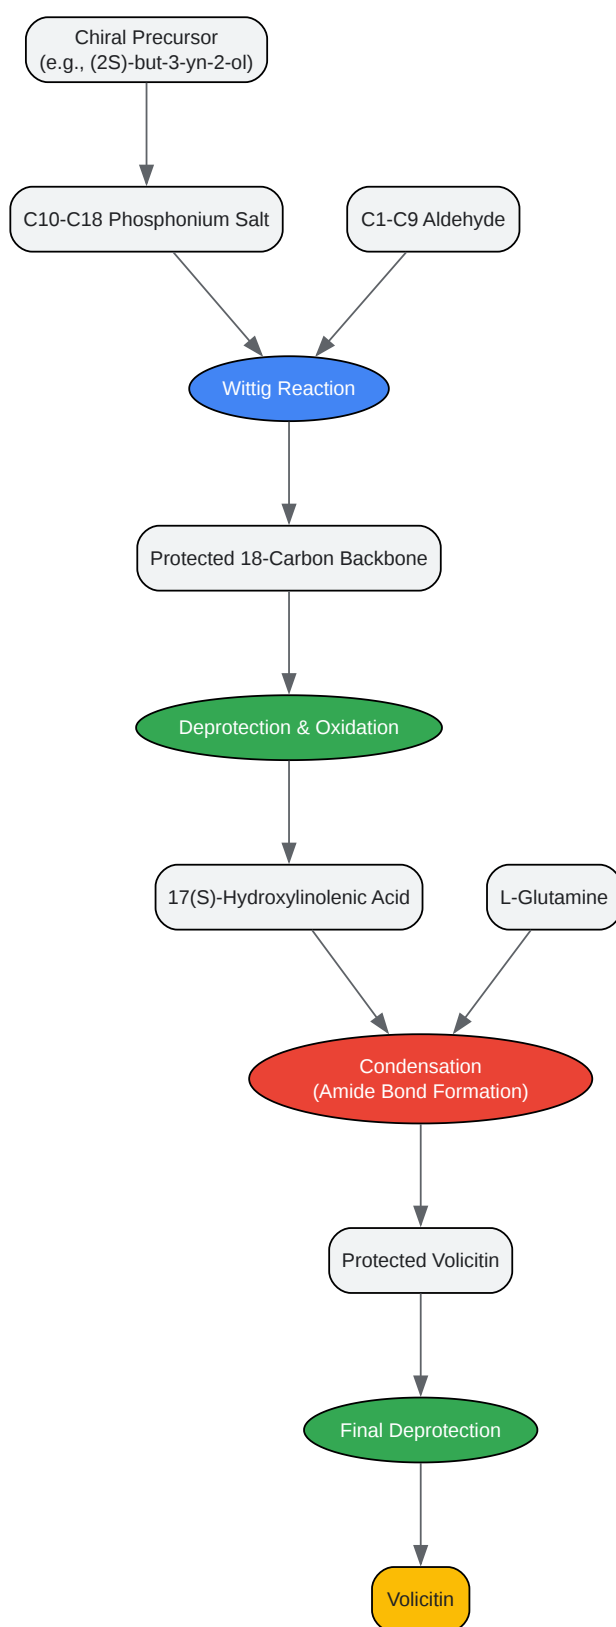 Chiral Precursor
(e.g., (2S)-but-3-yn-2-ol)
C10-C18 Phosphonium Salt
C1-C9 Aldehyde
Wittig Reaction
Protected 18-Carbon Backbone
Deprotection & Oxidation
17(S)-Hydroxylinolenic Acid
L-Glutamine
Condensation
(Amide Bond Formation)
Protected Volicitin
Final Deprotection
Volicitin